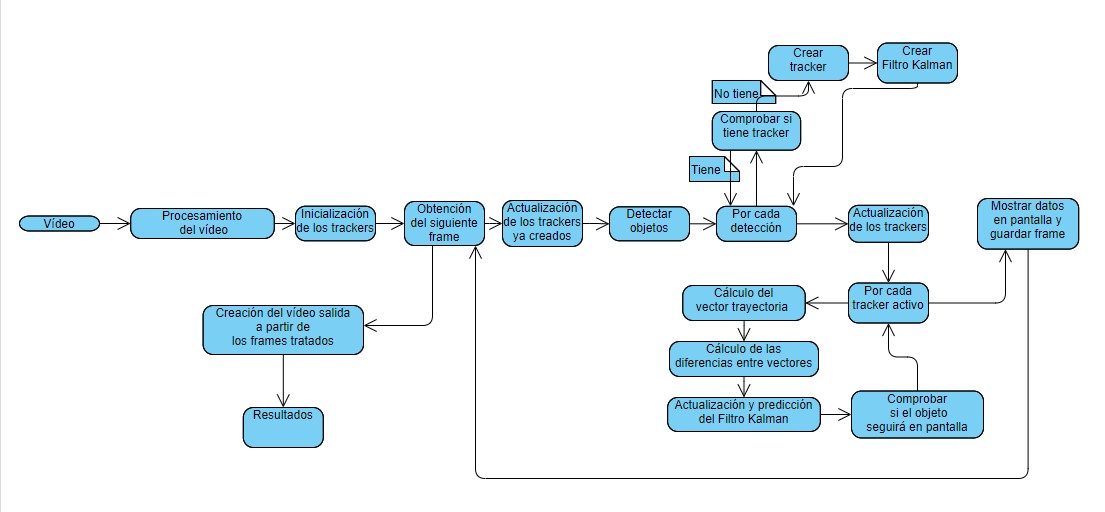 Vídeo
Procesamiento
del vídeo
Inicialización
de los trackers
Obtención
del siguiente
frame
Actualización
de los trackers
ya creados
Detectar
objetos
Por cada
detección
Tiene
Comprobar si
tiene tracker
No tiene
Crear
tracker
Crear
Filtro Kalman
Actualización
de los trackers
Mostrar datos
en pantalla y
guardar frame
Por cada
tracker activo
Cálculo del
vector trayectoria
Cálculo de las
diferencias entre vectores
Actualización y predicción
del Filtro Kalman
Comprobar
si el objeto
seguirá en pantalla
Creación del vídeo salida
a partir de
los frames tratados
Resultados